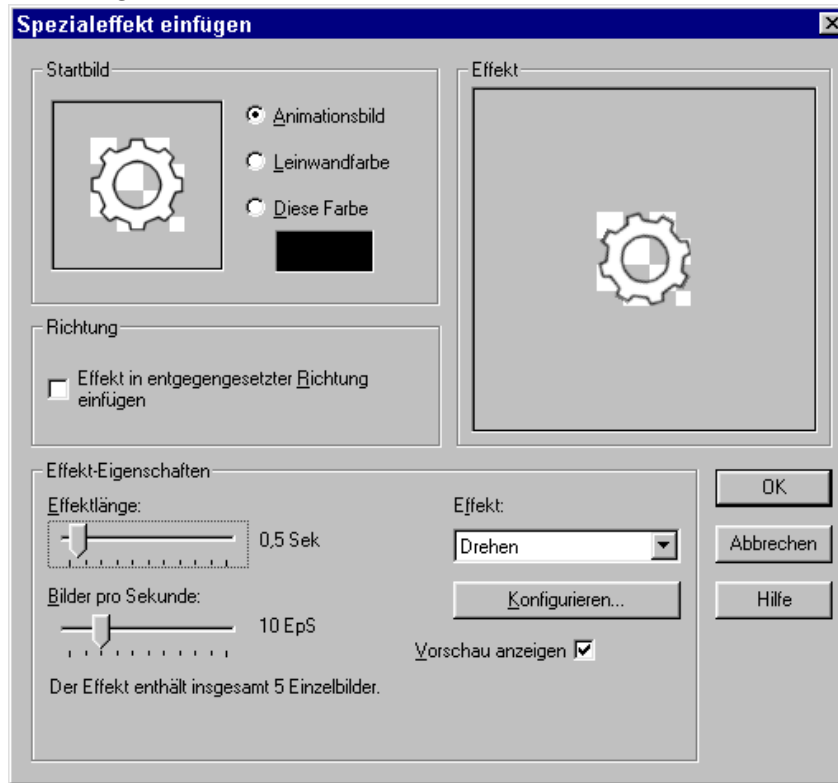 Spezialeffekt einfügen
Startbild
Animationsbild
Leinwandfarbe
Diese Farbe
Effekt
Richtung
Effekt in entgegengesetzter Richtung
einfügen
Effekt-Eigenschaften
Effektlänge:
0,5 Sek
Bilder pro Sekunde:
10 EpS
Der Effekt enthält insgesamt 5 Einzelbilder.
Effekt:
Drehen
Konfigurieren...
Vorschau anzeigen
OK
Abbrechen
Hilfe